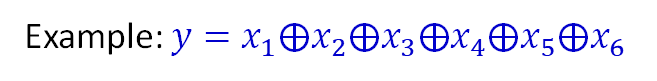 Example: y = x₁⊕x₂⊕x₃⊕x₄⊕x₅⊕x₆